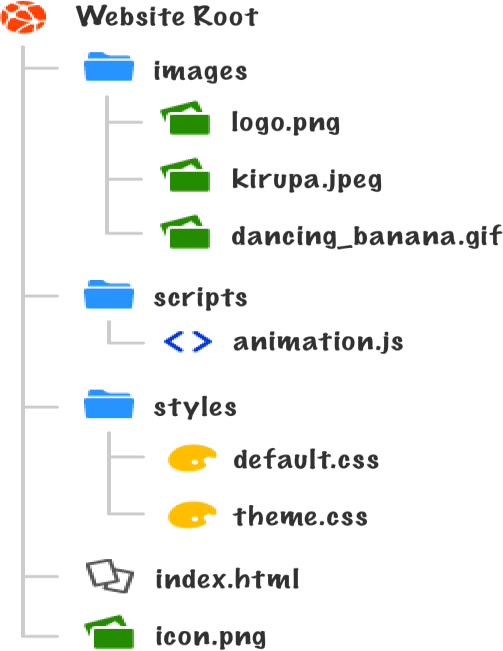 Website Root
images
logo.png
kirupa.jpeg
dancing_banana.gif
scripts
animation.js
styles
default.css
theme.css
index.html
icon.png